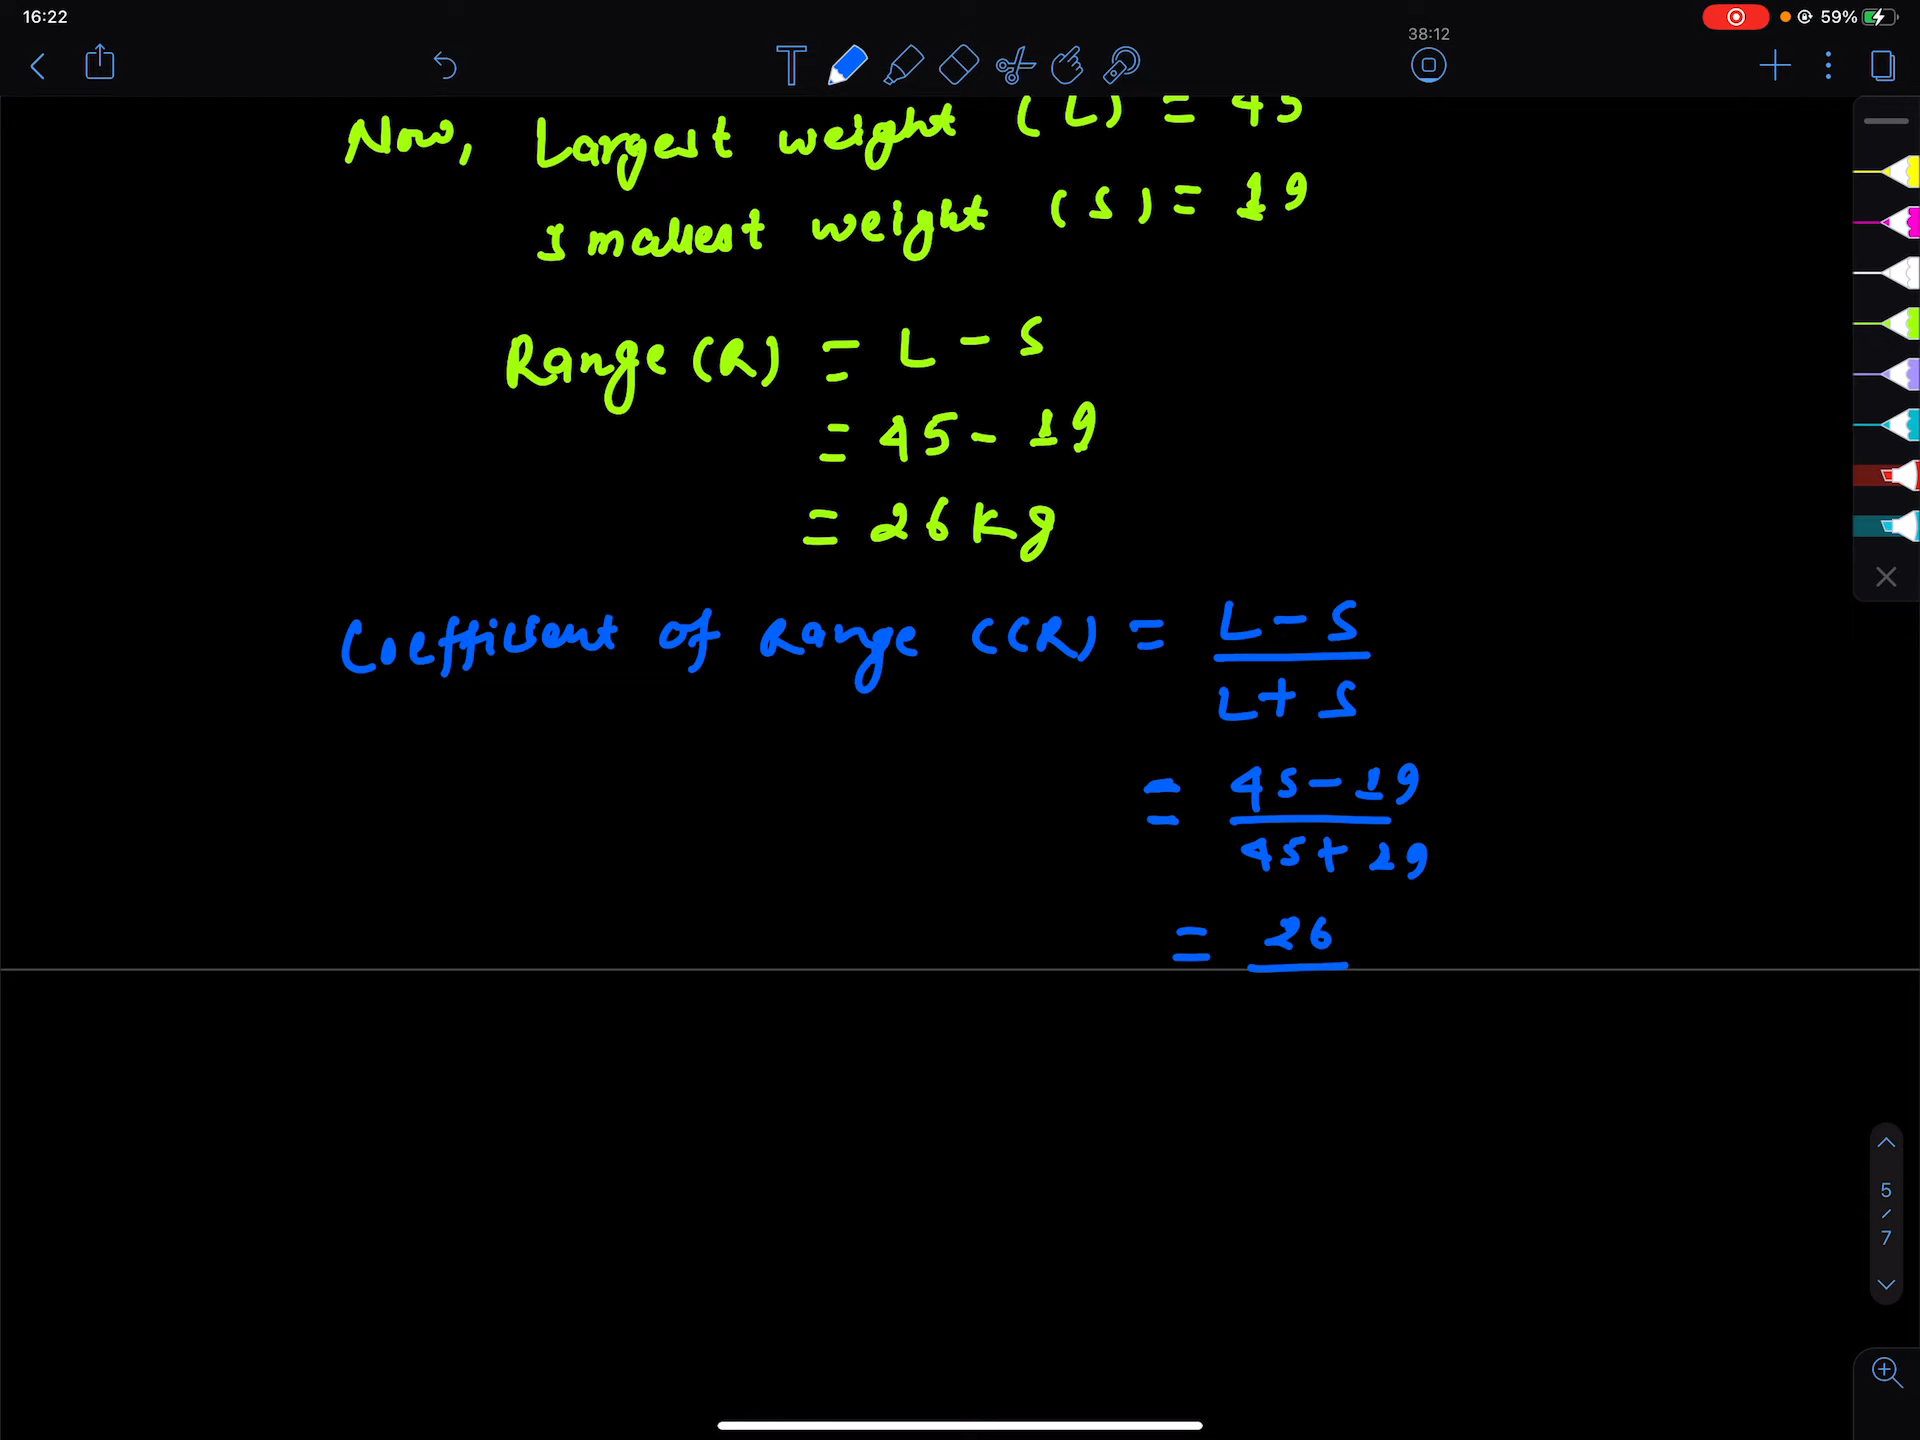 16:22
59%
38:12
Now, Largest weight (L) = 45
Smallest weight (S) = 19
Range (R) = L - S
= 45 - 19
= 26 Kg
Coefficient of Range (CR) = L - S
L + S
= 45 - 19
45 + 19
= 26
5
/
7